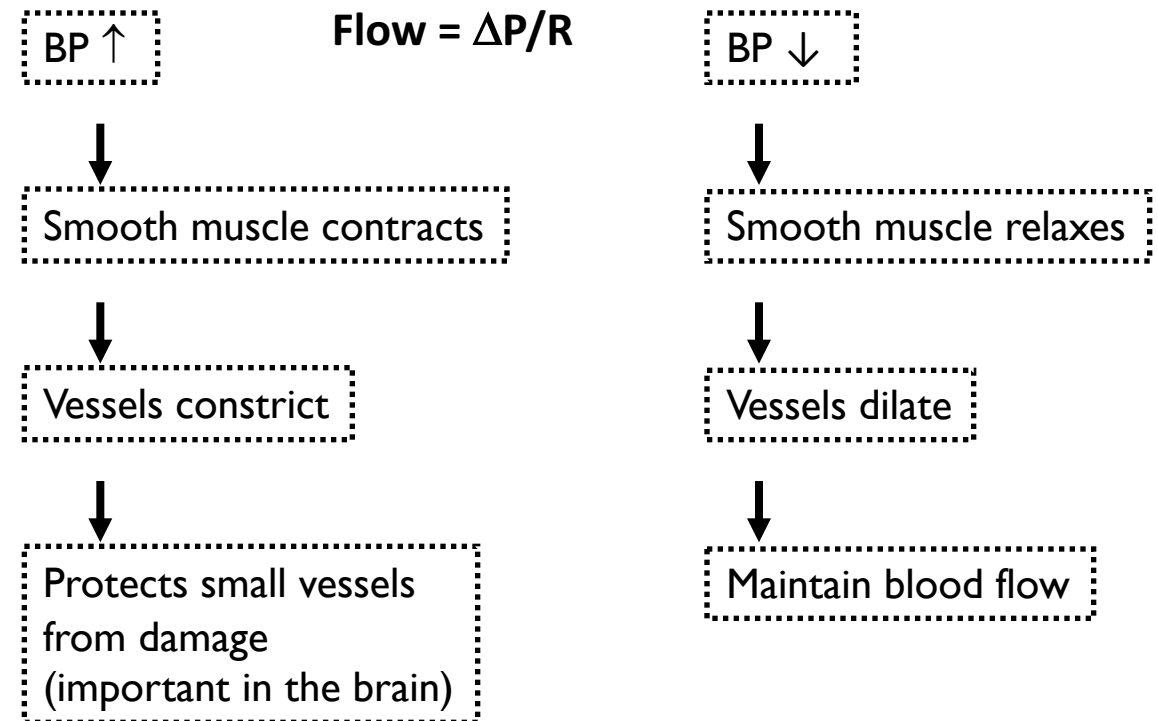 BP ↑
Flow = ΔP/R
BP ↓
Smooth muscle contracts
Smooth muscle relaxes
Vessels constrict
Vessels dilate
Protects small vessels
from damage
(important in the brain)
Maintain blood flow